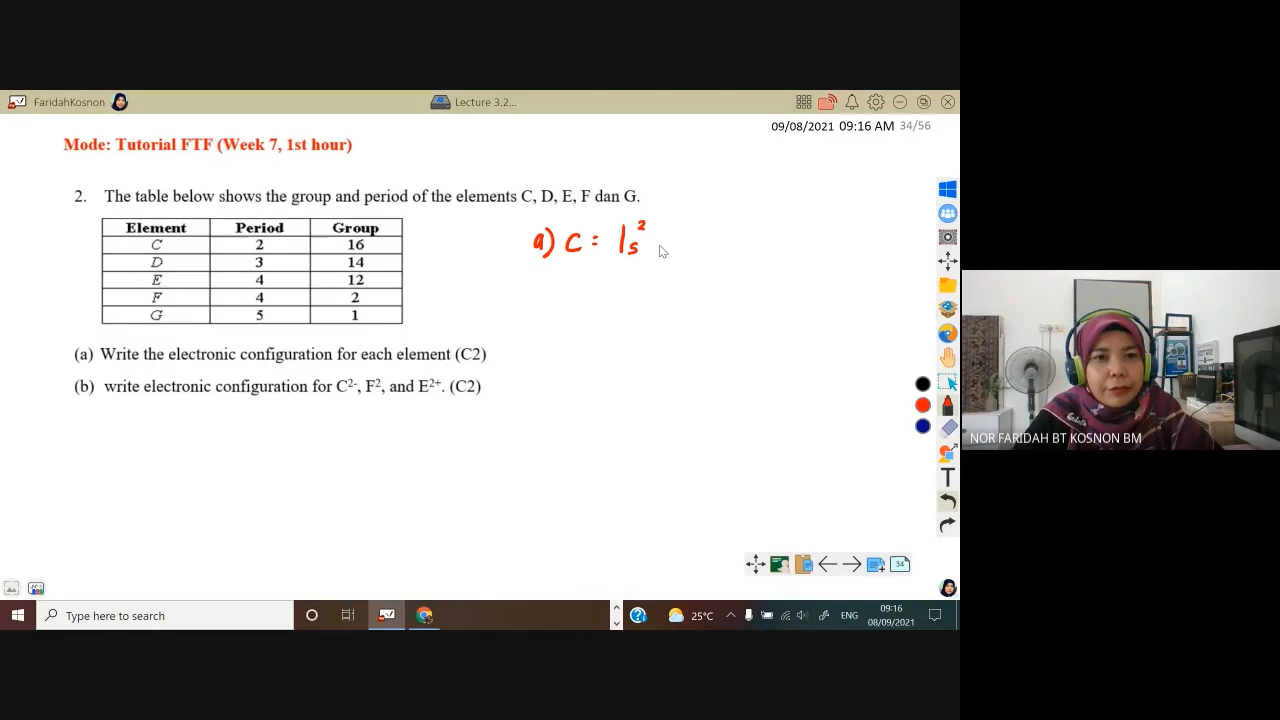 FaridahKosnon
Lecture 3.2...
09/08/2021 09:16 AM 34/56
Mode: Tutorial FTF (Week 7, 1st hour)
2. The table below shows the group and period of the elements C, D, E, F dan G.
Element Period Group
C 2 16
D 3 14
E 4 12
F 4 2
G 5 1
a) C = 1s²
(a) Write the electronic configuration for each element (C2)
(b) write electronic configuration for C²⁻, F², and E²⁺. (C2)
NOR FARIDAH BT KOSNON BM
T
34
Type here to search
25°C
ENG
09:16
08/09/2021